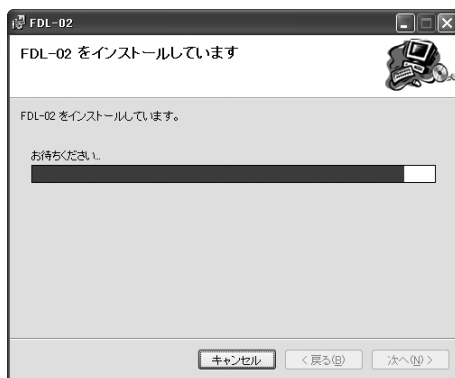 FDL-02
FDL-02 をインストールしています
FDL-02 をインストールしています。
お待ちください...
キャンセル
< 戻る(B)
次へ(N) >